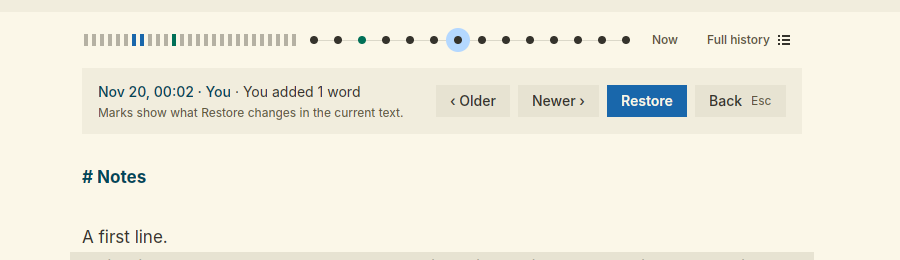 Now Full history
Nov 20, 00:02 · You · You added 1 word
Marks show what Restore changes in the current text.
‹ Older Newer › Restore Back Esc
# Notes
A first line.